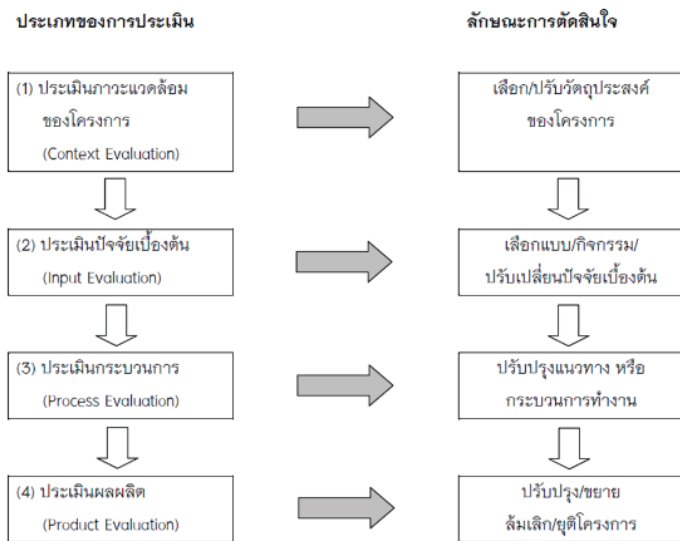 ประเภทของการประเมิน
ลักษณะการตัดสินใจ
(1) ประเมินภาวะแวดล้อม
ของโครงการ
(Context Evaluation)
เลือก/ปรับวัตถุประสงค์
ของโครงการ
(2) ประเมินปัจจัยเบื้องต้น
(Input Evaluation)
เลือกแบบ/กิจกรรม/
ปรับเปลี่ยนปัจจัยเบื้องต้น
(3) ประเมินกระบวนการ
(Process Evaluation)
ปรับปรุงแนวทาง หรือ
กระบวนการทำงาน
(4) ประเมินผลผลิต
(Product Evaluation)
ปรับปรุง/ขยาย
ล้มเลิก/ยุติโครงการ